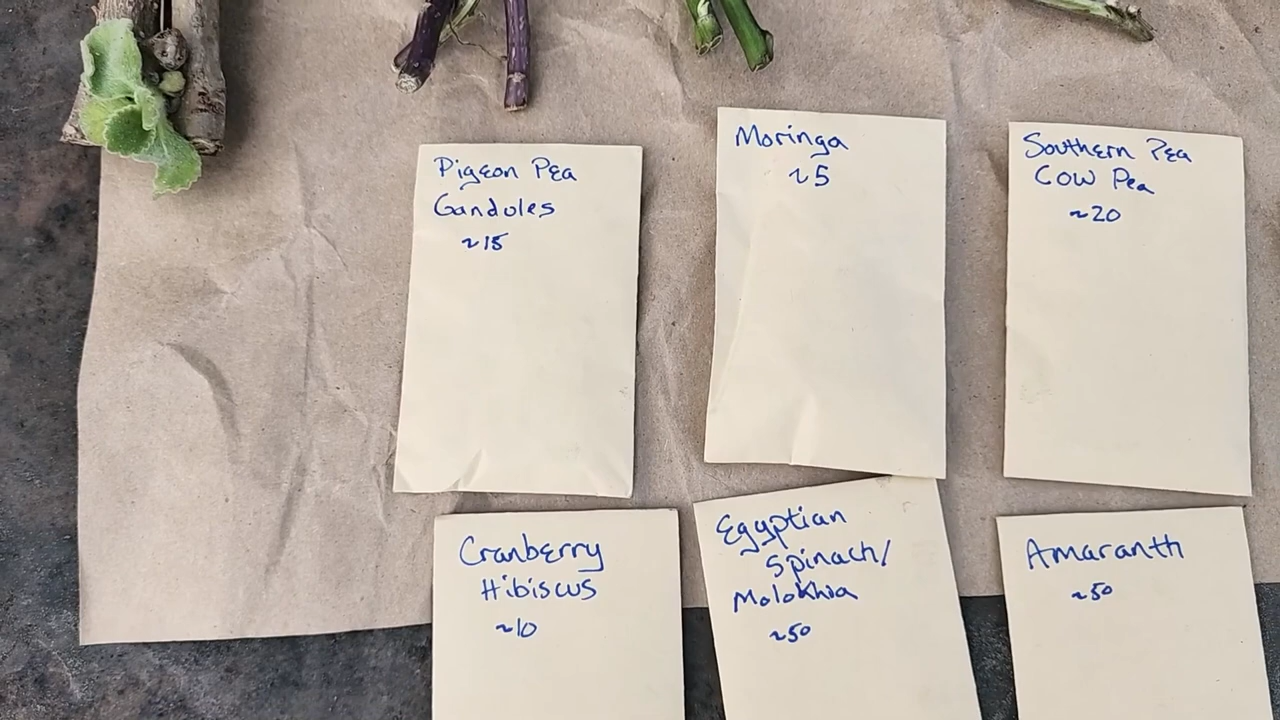 Pigeon Pea
Gandules
~15
Moringa
~5
Southern Pea
Cow Pea
~20
Cranberry
Hibiscus
~10
Egyptian
Spinach/
Molokhia
~50
Amaranth
~50